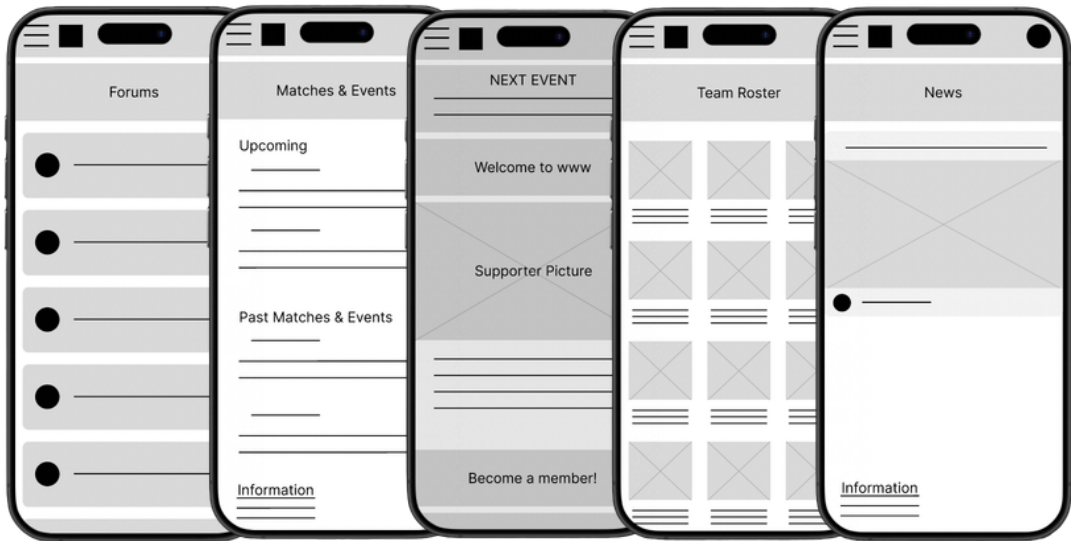 Forums
Matches & Events
Upcoming
Past Matches & Events
Information
NEXT EVENT
Welcome to www
Supporter Picture
Become a member!
Team Roster
News
Information